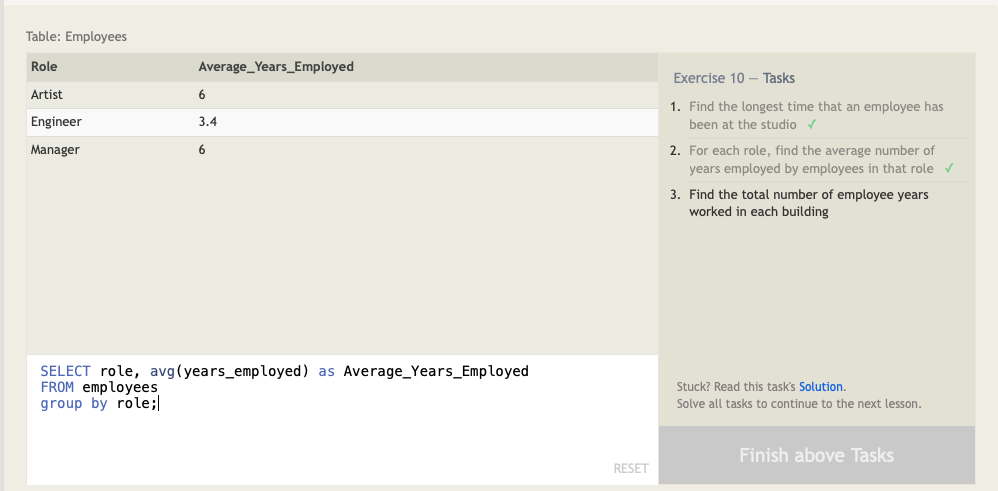 Table: Employees
Role Average_Years_Employed
Artist 6
Engineer 3.4
Manager 6
SELECT role, avg(years_employed) as Average_Years_Employed
FROM employees
group by role;
RESET
Exercise 10 — Tasks
1. Find the longest time that an employee has
been at the studio ✓
2. For each role, find the average number of
years employed by employees in that role ✓
3. Find the total number of employee years
worked in each building
Stuck? Read this task's Solution.
Solve all tasks to continue to the next lesson.
Finish above Tasks